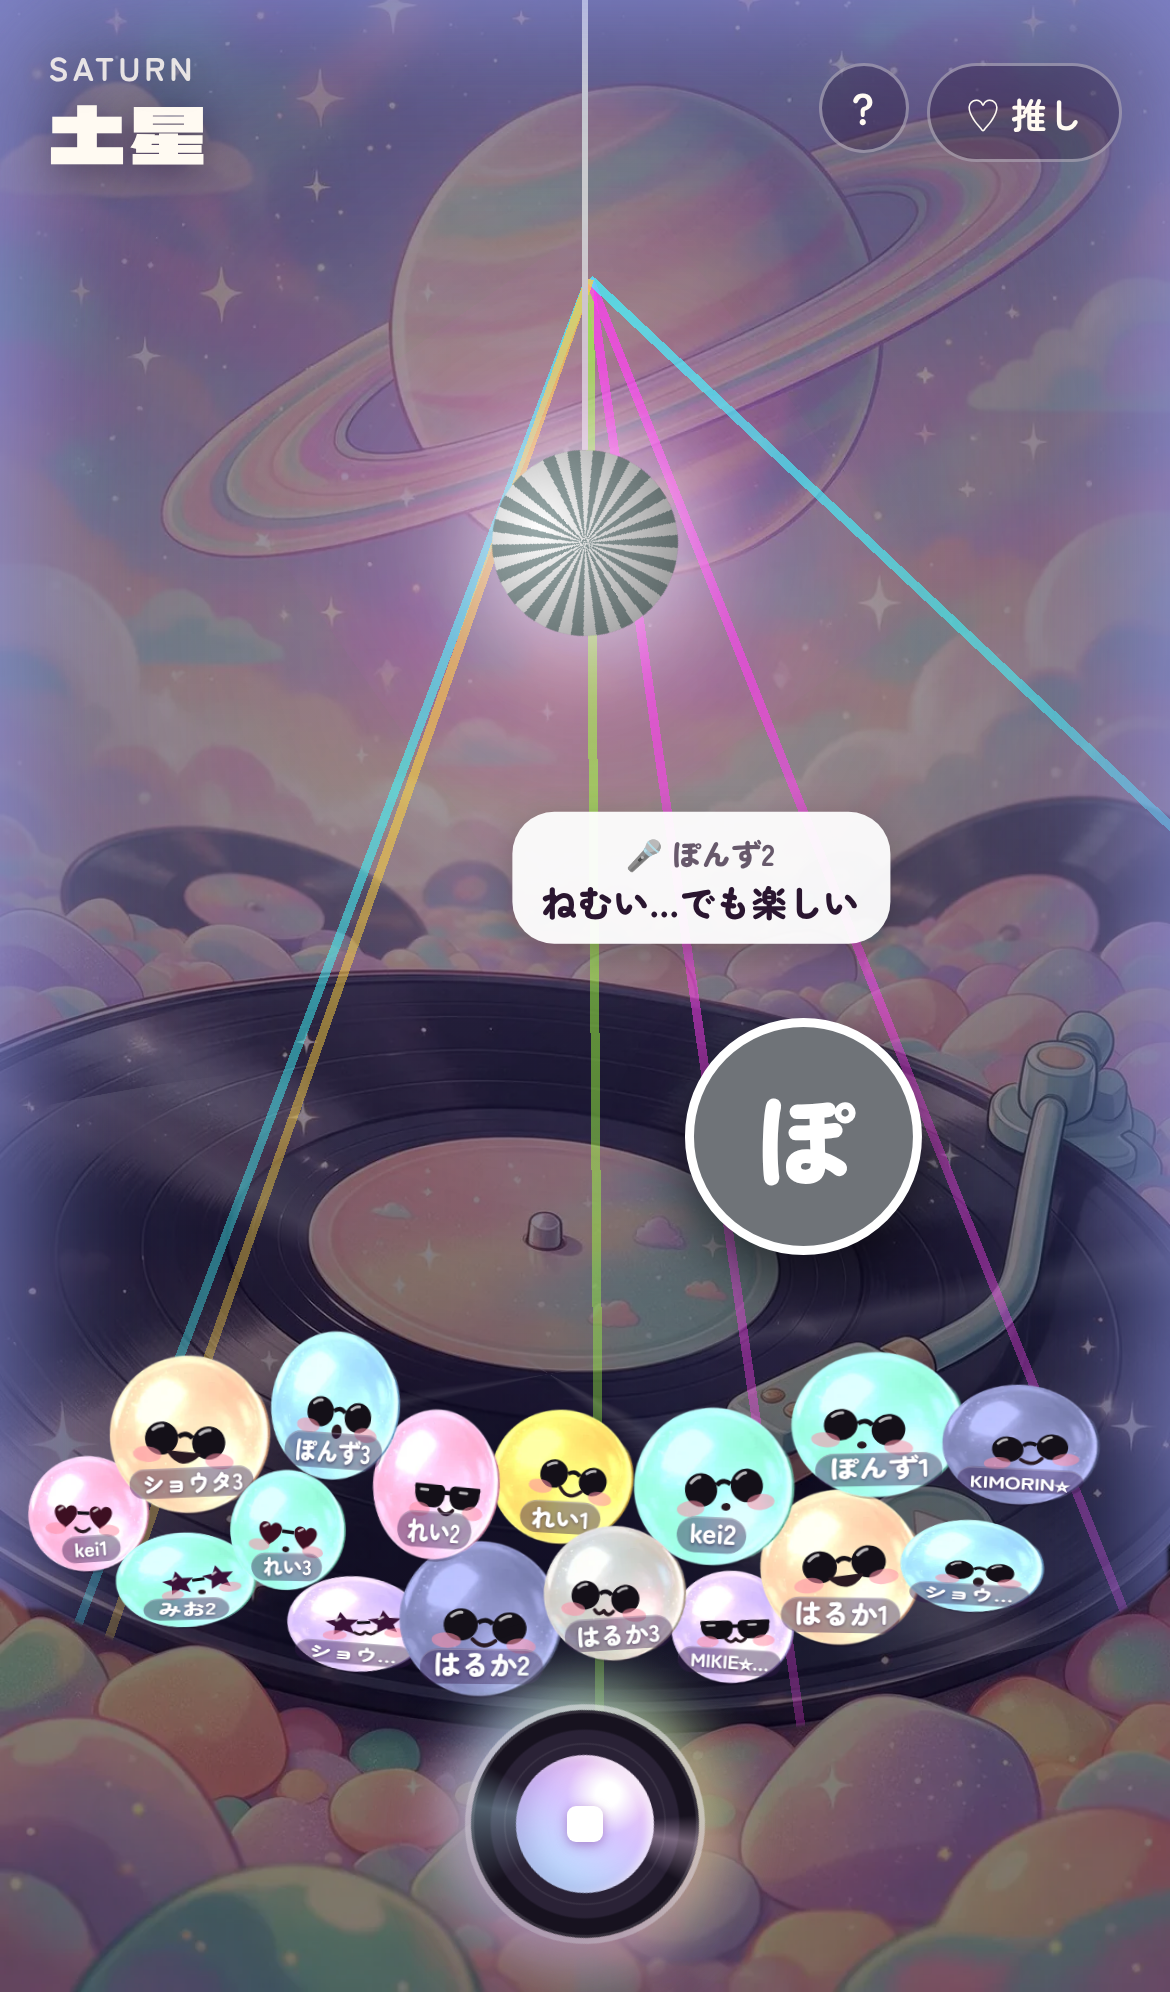 SATURN
土星
?
♡ 推し
🎤 ぽんず2
ねむい...でも楽しい
ぽ
ショウタ3
ぽんず3
れい2
れい1
kei2
ぽんず1
KIMORIN☆
kei1
みお2
れい3
ショウ...
はるか2
はるか3
MIKIE☆...
はるか1
ショウ...